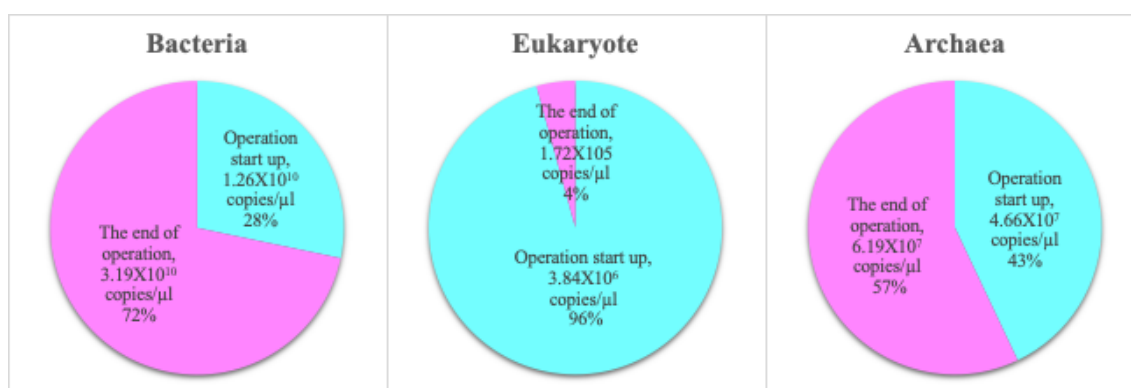 Bacteria
Operation
start up,
1.26X10¹⁰
copies/µl
28%
The end of
operation,
3.19X10¹⁰
copies/µl
72%
Eukaryote
The end of
operation,
1.72X105
copies/µl
4%
Operation start up,
3.84X10⁶
copies/µl
96%
Archaea
Operation
start up,
4.66X10⁷
copies/µl
43%
The end of
operation,
6.19X10⁷
copies/µl
57%